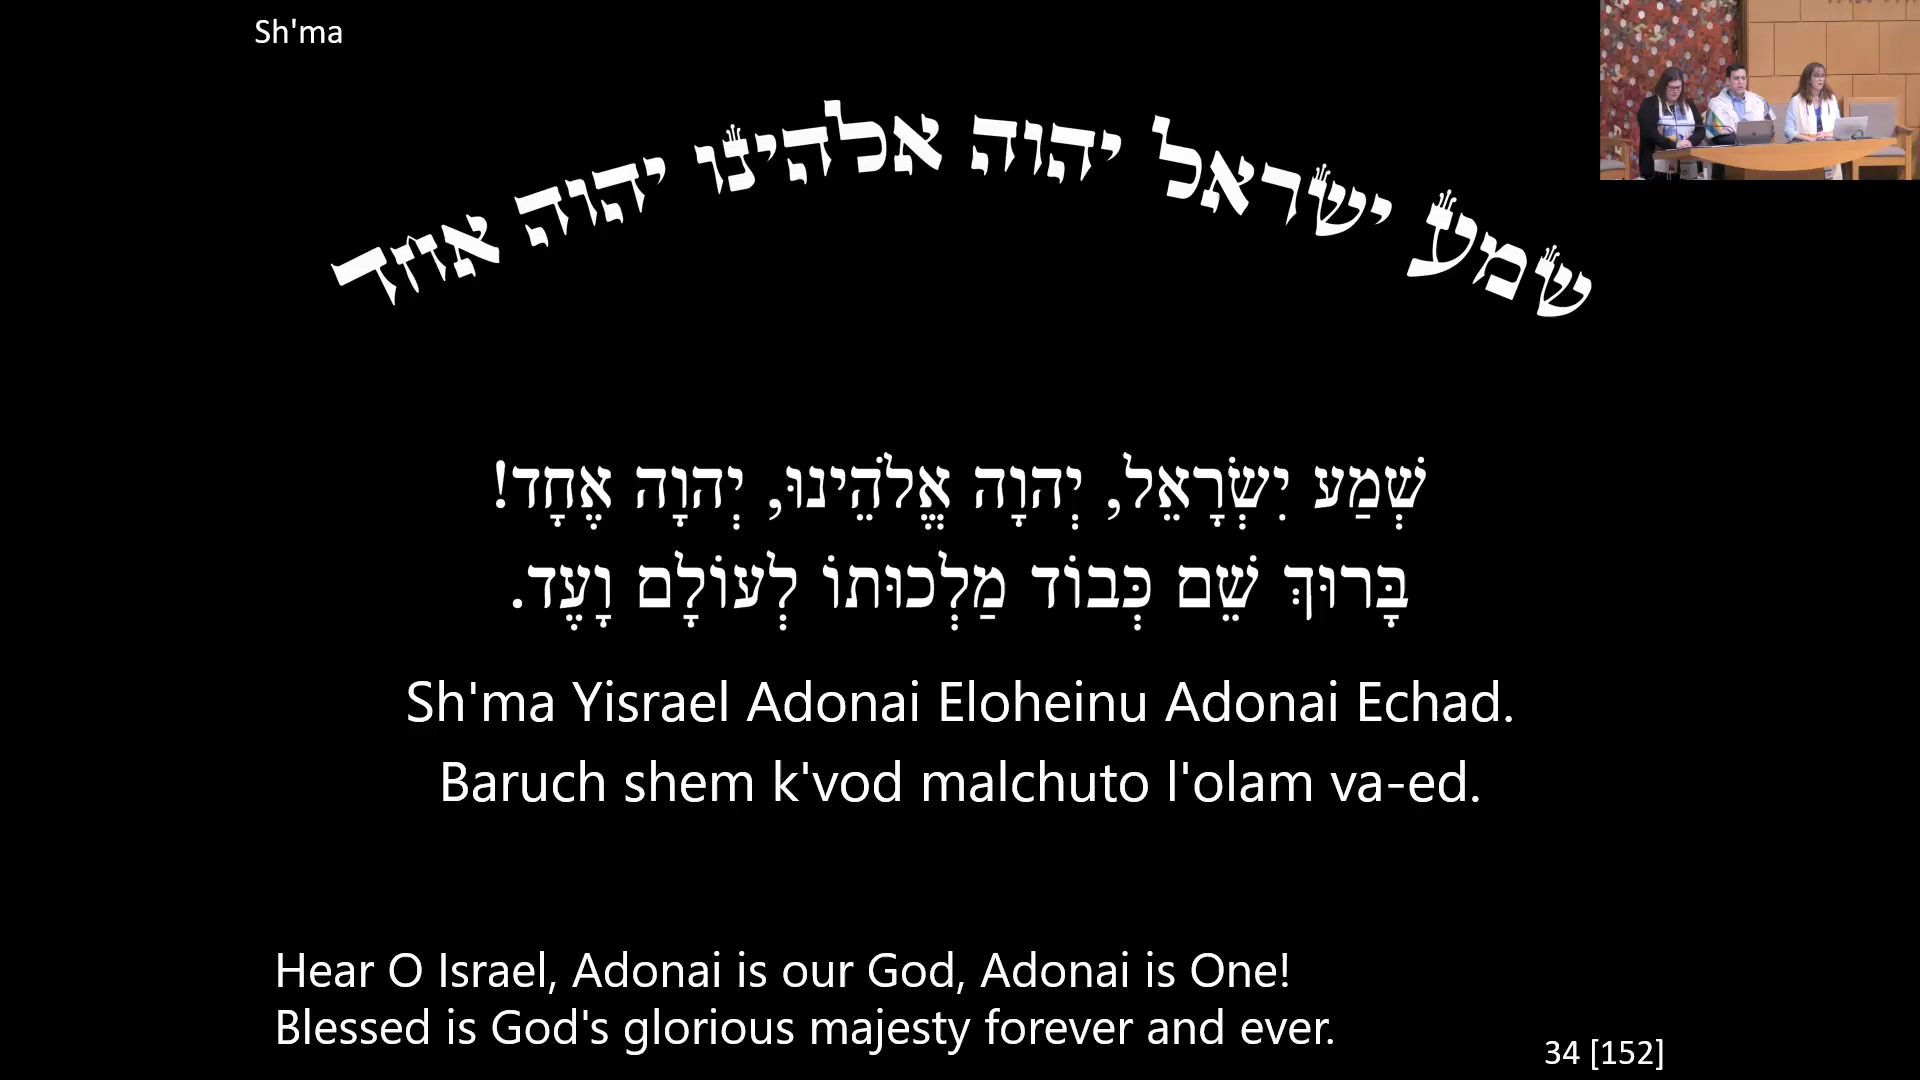 Sh'ma
שמע ישראל יהוה אלהינו יהוה אחד
שְׁמַע יִשְׂרָאֵל, יְהוָה אֱלֹהֵינוּ, יְהוָה אֶחָד!
בָּרוּךְ שֵׁם כְּבוֹד מַלְכוּתוֹ לְעוֹלָם וָעֶד.
Sh'ma Yisrael Adonai Eloheinu Adonai Echad.
Baruch shem k'vod malchuto l'olam va-ed.
Hear O Israel, Adonai is our God, Adonai is One!
Blessed is God's glorious majesty forever and ever.
34 [152]